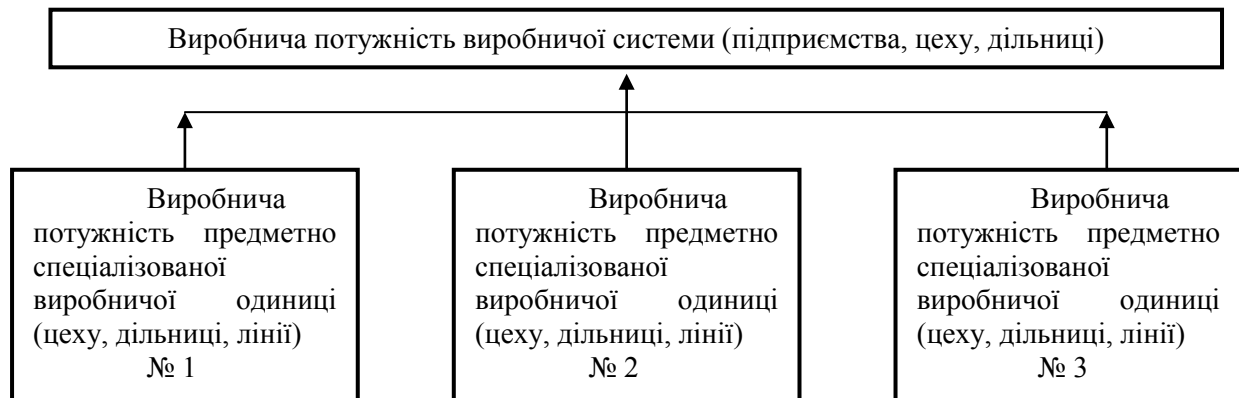 Виробнича потужність виробничої системи (підприємства, цеху, дільниці)
Виробнича
потужність предметно
спеціалізованої
виробничої одиниці
(цеху, дільниці, лінії)
№ 1
Виробнича
потужність предметно
спеціалізованої
виробничої одиниці
(цеху, дільниці, лінії)
№ 2
Виробнича
потужність предметно
спеціалізованої
виробничої одиниці
(цеху, дільниці, лінії)
№ 3